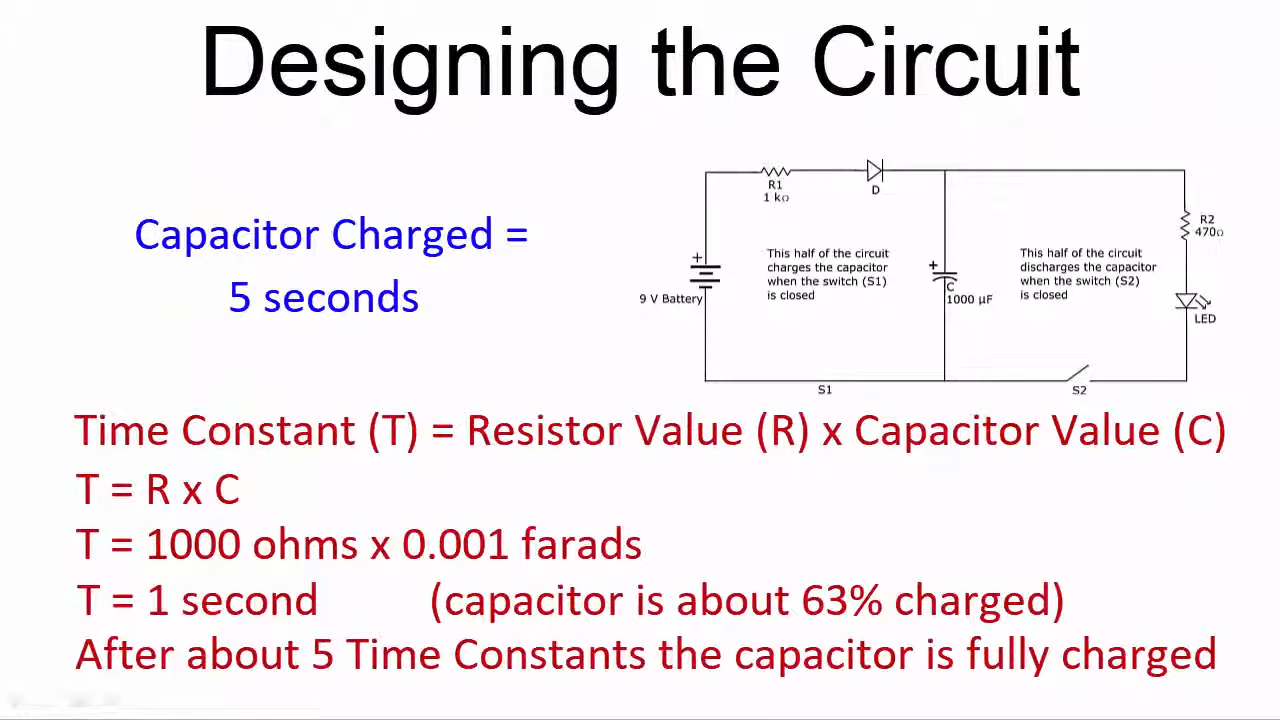 Designing the Circuit
Capacitor Charged =
5 seconds
R1
1 kΩ
D
R2
470Ω
This half of the circuit
charges the capacitor
when the switch (S1)
is closed
This half of the circuit
discharges the capacitor
when the switch (S2)
is closed
+
9 V Battery
+
C
1000 µF
LED
S1
S2
Time Constant (T) = Resistor Value (R) x Capacitor Value (C)
T = R x C
T = 1000 ohms x 0.001 farads
T = 1 second (capacitor is about 63% charged)
After about 5 Time Constants the capacitor is fully charged